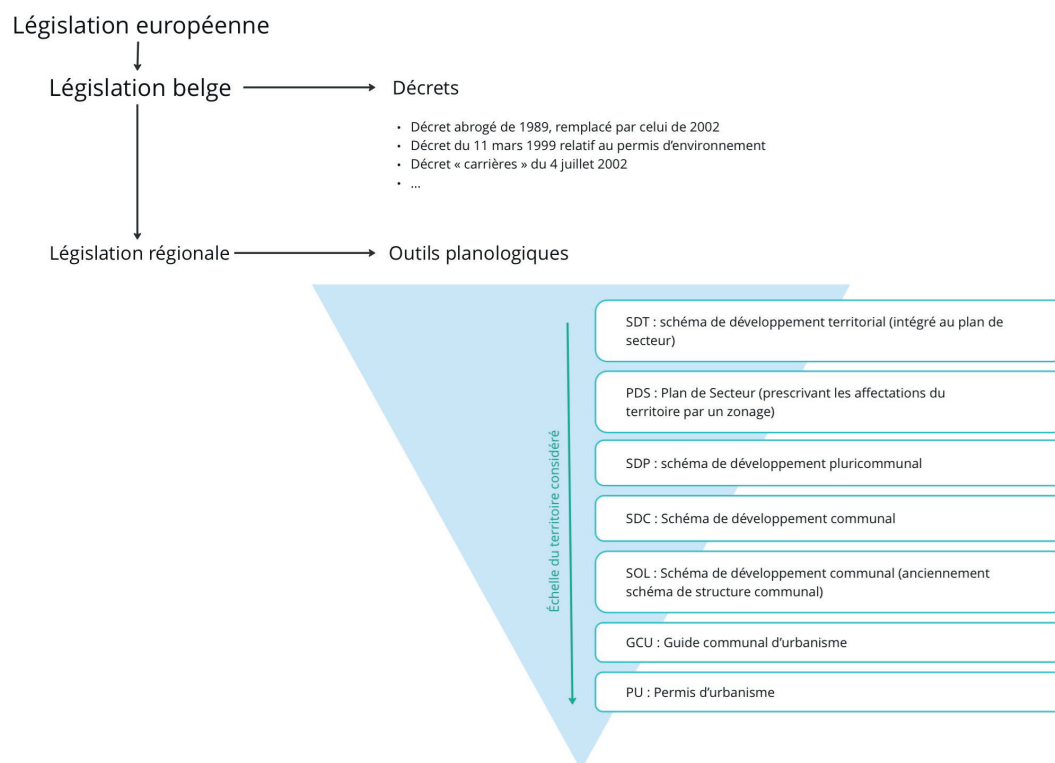 Législation européenne
Législation belge
Décrets
• Décret abrogé de 1989, remplacé par celui de 2002
• Décret du 11 mars 1999 relatif au permis d’environnement
• Décret « carrières » du 4 juillet 2002
• ...
Législation régionale
Outils planologiques
Échelle du territoire considéré
SDT : schéma de développement territorial (intégré au plan de
secteur)
PDS : Plan de Secteur (prescrivant les affectations du
territoire par un zonage)
SDP : schéma de développement pluricommunal
SDC : Schéma de développement communal
SOL : Schéma de développement communal (anciennement
schéma de structure communal)
GCU : Guide communal d’urbanisme
PU : Permis d’urbanisme